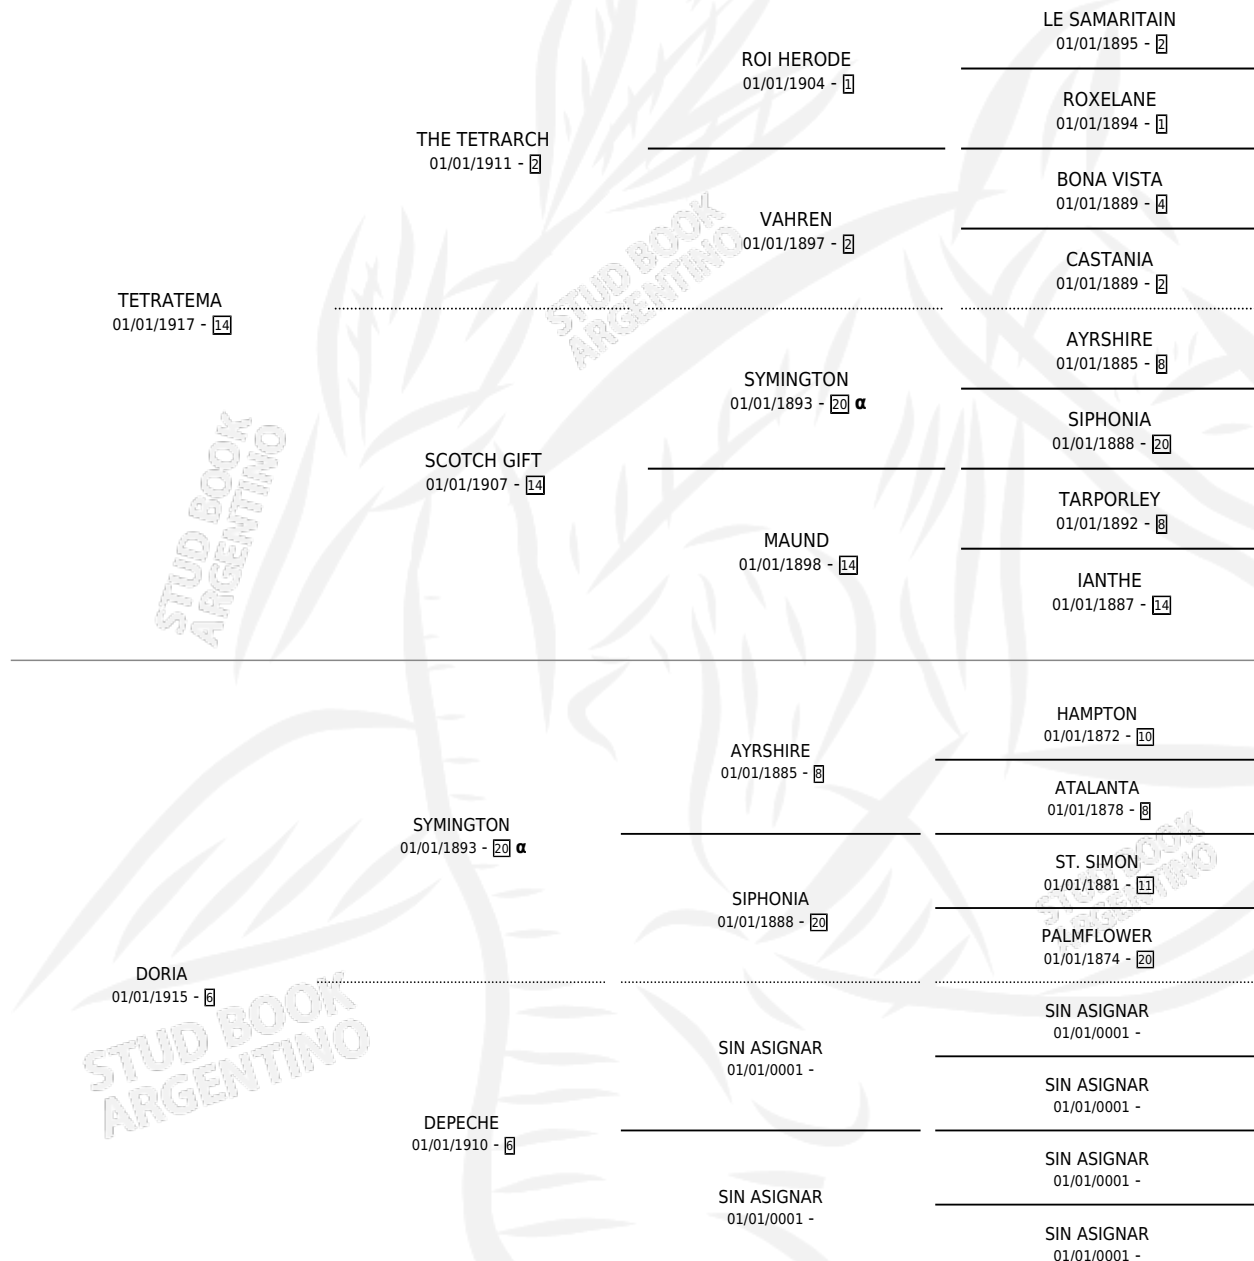 LE SAMARITAIN
01/01/1895 - 2
ROI HERODE
01/01/1904 - 1
ROXELANE
01/01/1894 - 1
THE TETRARCH
01/01/1911 - 2
BONA VISTA
01/01/1889 - 4
VAHREN
01/01/1897 - 2
CASTANIA
01/01/1889 - 2
TETRATEMA
01/01/1917 - 14
AYRSHIRE
01/01/1885 - 8
SYMINGTON
01/01/1893 - 20 α
SIPHONIA
01/01/1888 - 20
SCOTCH GIFT
01/01/1907 - 14
TARPORLEY
01/01/1892 - 8
MAUND
01/01/1898 - 14
IANTHE
01/01/1887 - 14
HAMPTON
01/01/1872 - 10
AYRSHIRE
01/01/1885 - 8
ATALANTA
01/01/1878 - 8
SYMINGTON
01/01/1893 - 20 α
ST. SIMON
01/01/1881 - 11
SIPHONIA
01/01/1888 - 20
PALMFLOWER
01/01/1874 - 20
DORIA
01/01/1915 - 6
SIN ASIGNAR
01/01/0001 -
SIN ASIGNAR
01/01/0001 -
SIN ASIGNAR
01/01/0001 -
DEPECHE
01/01/1910 - 6
SIN ASIGNAR
01/01/0001 -
SIN ASIGNAR
01/01/0001 -
SIN ASIGNAR
01/01/0001 -
STUD BOOK
ARGENTINO
STUD BOOK
ARGENTINO
STUD BOOK
ARGENTINO
STUD BOOK
ARGENTINO